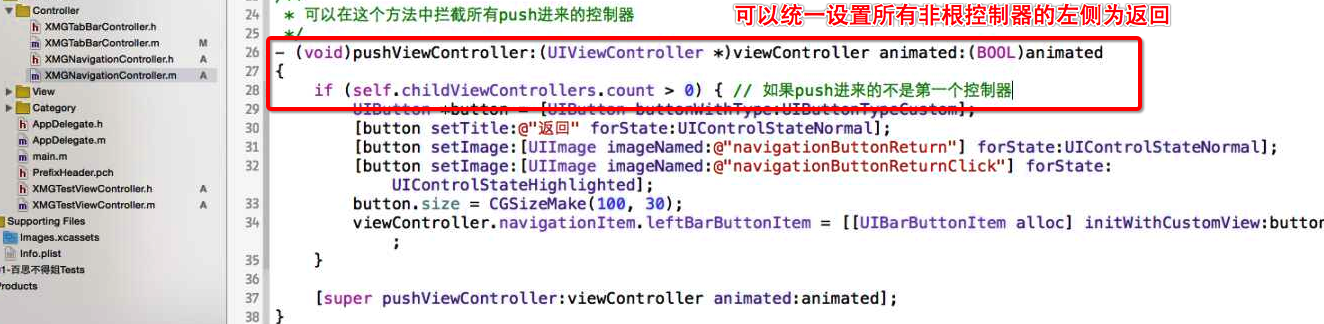 Controller
XMGTabBarController.h
XMGTabBarController.m M
XMGNavigationController.h A
XMGNavigationController.m A
View
Category
AppDelegate.h
AppDelegate.m
main.m
PrefixHeader.pch
XMGTestViewController.h A
XMGTestViewController.m A
Supporting Files
Images.xcassets
Info.plist
1-百思不得姐Tests
Products
可以统一设置所有非根控制器的左侧为返回
24 * 可以在这个方法中拦截所有push进来的控制器
25 */
26 - (void)pushViewController:(UIViewController *)viewController animated:(BOOL)animated
27 {
28 if (self.childViewControllers.count > 0) { // 如果push进来的不是第一个控制器
29 UIButton *button = [UIButton buttonWithType:UIButtonTypeCustom];
30 [button setTitle:@"返回" forState:UIControlStateNormal];
31 [button setImage:[UIImage imageNamed:@"navigationButtonReturn"] forState:UIControlStateNormal];
32 [button setImage:[UIImage imageNamed:@"navigationButtonReturnClick"] forState:
UIControlStateHighlighted];
33 button.size = CGSizeMake(100, 30);
34 viewController.navigationItem.leftBarButtonItem = [[UIBarButtonItem alloc] initWithCustomView:button
;
35 }
36
37 [super pushViewController:viewController animated:animated];
38 }